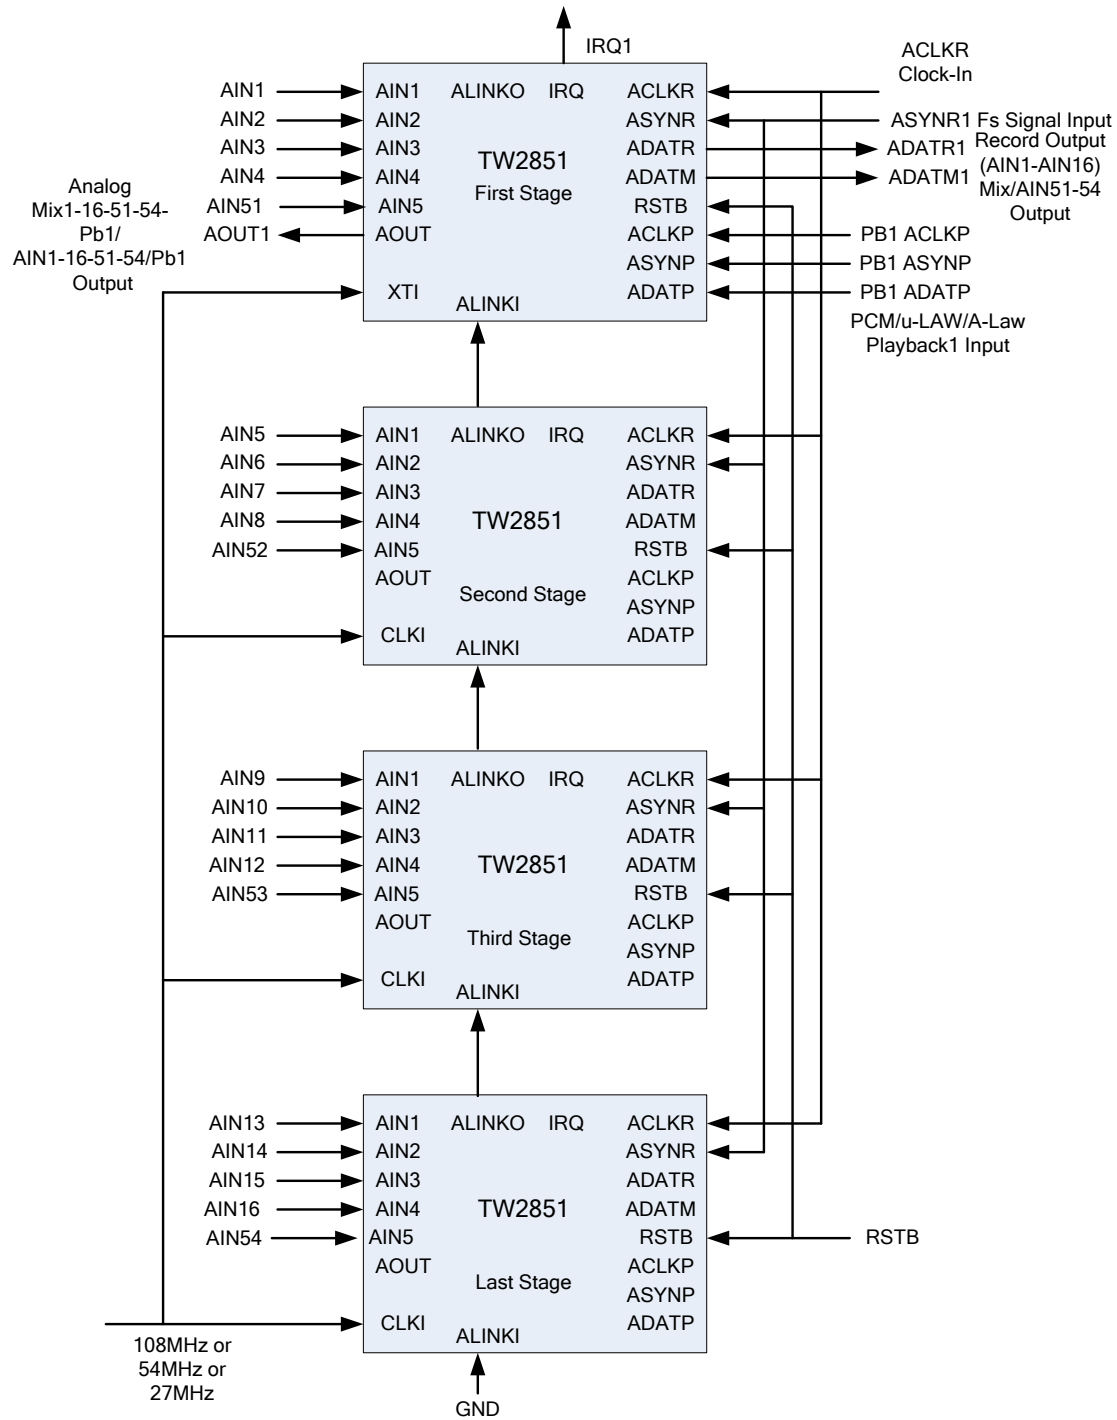 IRQ1
ACLKR
Clock-In
AIN1 AIN1 ALINKO IRQ ACLKR
AIN2 AIN2 ASYNR ASYNR1 Fs Signal Input
AIN3 AIN3 ADATR ADATR1 Record Output
TW2851
(AIN1-AIN16)
AIN4 AIN4 ADATM ADATM1 Mix/AIN51-54
First Stage
Output
Analog
Mix1-16-51-54-
Pb1/
AIN1-16-51-54/Pb1
Output
AIN51 AIN5 RSTB
AOUT1 AOUT ACLKP PB1 ACLKP
ASYNP PB1 ASYNP
XTI ADATP PB1 ADATP
ALINKI
PCM/u-LAW/A-Law
Playback1 Input
AIN5 AIN1 ALINKO IRQ ACLKR
AIN6 AIN2 ASYNR
AIN7 AIN3 ADATR
AIN8 AIN4 TW2851 ADATM
AIN52 AIN5 RSTB
AOUT ACLKP
Second Stage
ASYNP
CLKI ADATP
ALINKI
AIN9 AIN1 ALINKO IRQ ACLKR
AIN10 AIN2 ASYNR
AIN11 AIN3 ADATR
AIN12 AIN4 TW2851 ADATM
AIN53 AIN5 RSTB
AOUT ACLKP
Third Stage
ASYNP
CLKI ADATP
ALINKI
AIN13 AIN1 ALINKO IRQ ACLKR
AIN14 AIN2 ASYNR
AIN15 AIN3 ADATR
AIN16 AIN4 TW2851 ADATM
AIN54 AIN5 RSTB RSTB
AOUT ACLKP
Last Stage
ASYNP
CLKI ADATP
ALINKI
108MHz or
54MHz or
27MHz
GND